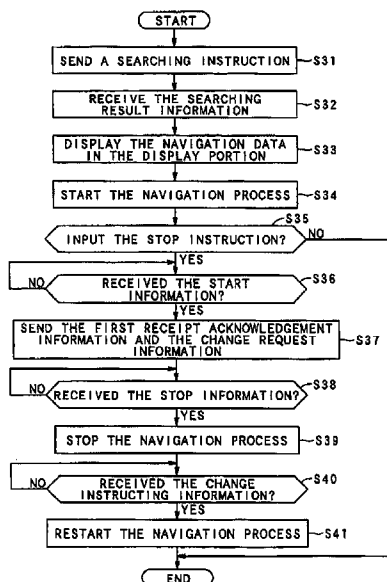 START
SEND A SEARCHING INSTRUCTION
S31
RECEIVE THE SEARCHING
RESULT INFORMATION
S32
DISPLAY THE NAVIGATION DATA
IN THE DISPLAY PORTION
S33
START THE NAVIGATION PROCESS
S34
S35
INPUT THE STOP INSTRUCTION?
NO
YES
S36
NO
RECEIVED THE START
INFORMATION?
YES
SEND THE FIRST RECEIPT ACKNOWLEDGEMENT
INFORMATION AND THE CHANGE REQUEST
INFORMATION
S37
S38
NO
RECEIVED THE STOP INFORMATION?
YES
STOP THE NAVIGATION PROCESS
S39
S40
NO
RECEIVED THE CHANGE
INSTRUCTING INFORMATION?
YES
RESTART THE NAVIGATION PROCESS
S41
END